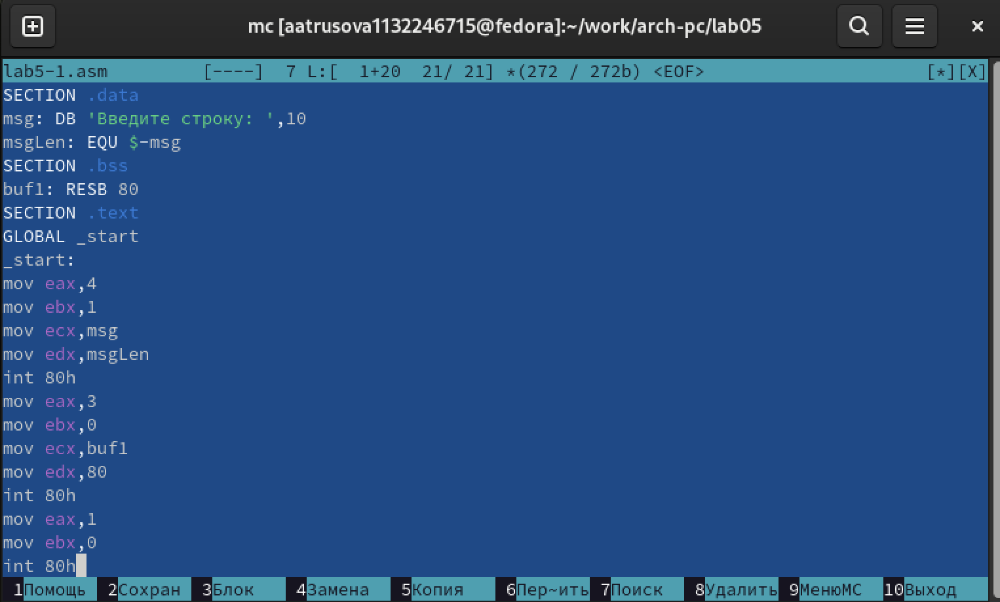 mc [aatrusova1132246715@fedora]:~/work/arch-pc/lab05
lab5-1.asm [----] 7 L:[ 1+20 21/ 21] *(272 / 272b) <EOF> [*][X]
SECTION .data
msg: DB 'Введите строку: ',10
msgLen: EQU $-msg
SECTION .bss
buf1: RESB 80
SECTION .text
GLOBAL _start
_start:
mov eax,4
mov ebx,1
mov ecx,msg
mov edx,msgLen
int 80h
mov eax,3
mov ebx,0
mov ecx,buf1
mov edx,80
int 80h
mov eax,1
mov ebx,0
int 80h
1Помощь 2Сохран 3Блок 4Замена 5Копия 6Пер~ить 7Поиск 8Удалить 9МенюМС 10Выход